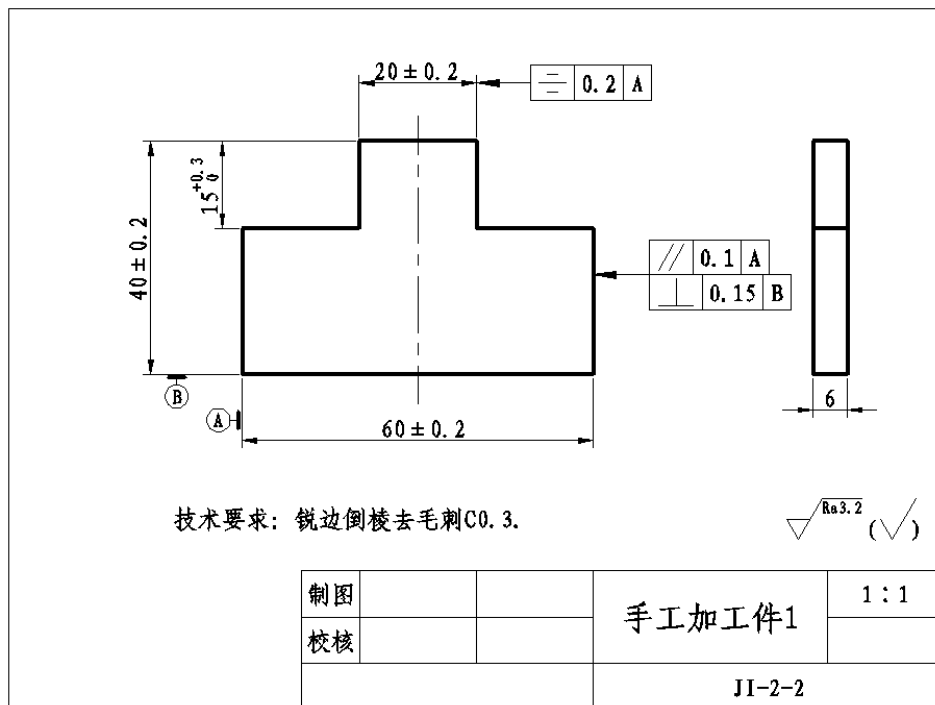 20±0.2
⌯ 0.2 A
15 +0.3 0
40±0.2
// 0.1 A
⊥ 0.15 B
B
A
6
60±0.2
技术要求: 锐边倒棱去毛刺C0.3.
Ra3.2 (√)
制图
手工加工件1
1:1
校核
JI-2-2